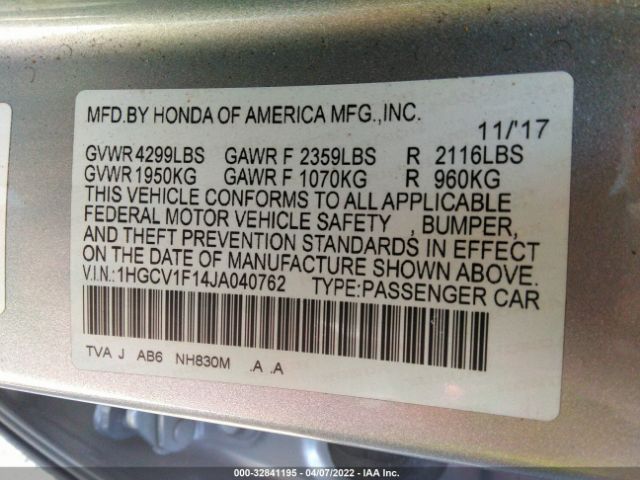 MFD.BY HONDA OF AMERICA MFG.,INC.
11/'17
GVWR 4299LBS GAWR F 2359LBS R 2116LBS
GVWR 1950KG GAWR F 1070KG R 960KG
THIS VEHICLE CONFORMS TO ALL APPLICABLE
FEDERAL MOTOR VEHICLE SAFETY , BUMPER,
AND THEFT PREVENTION STANDARDS IN EFFECT
ON THE DATE OF MANUFACTURE SHOWN ABOVE.
V.I.N.:1HGCV1F14JA040762 TYPE:PASSENGER CAR
TVA J AB6 NH830M .A .A
000-32841195 - 04/07/2022 - IAA Inc.